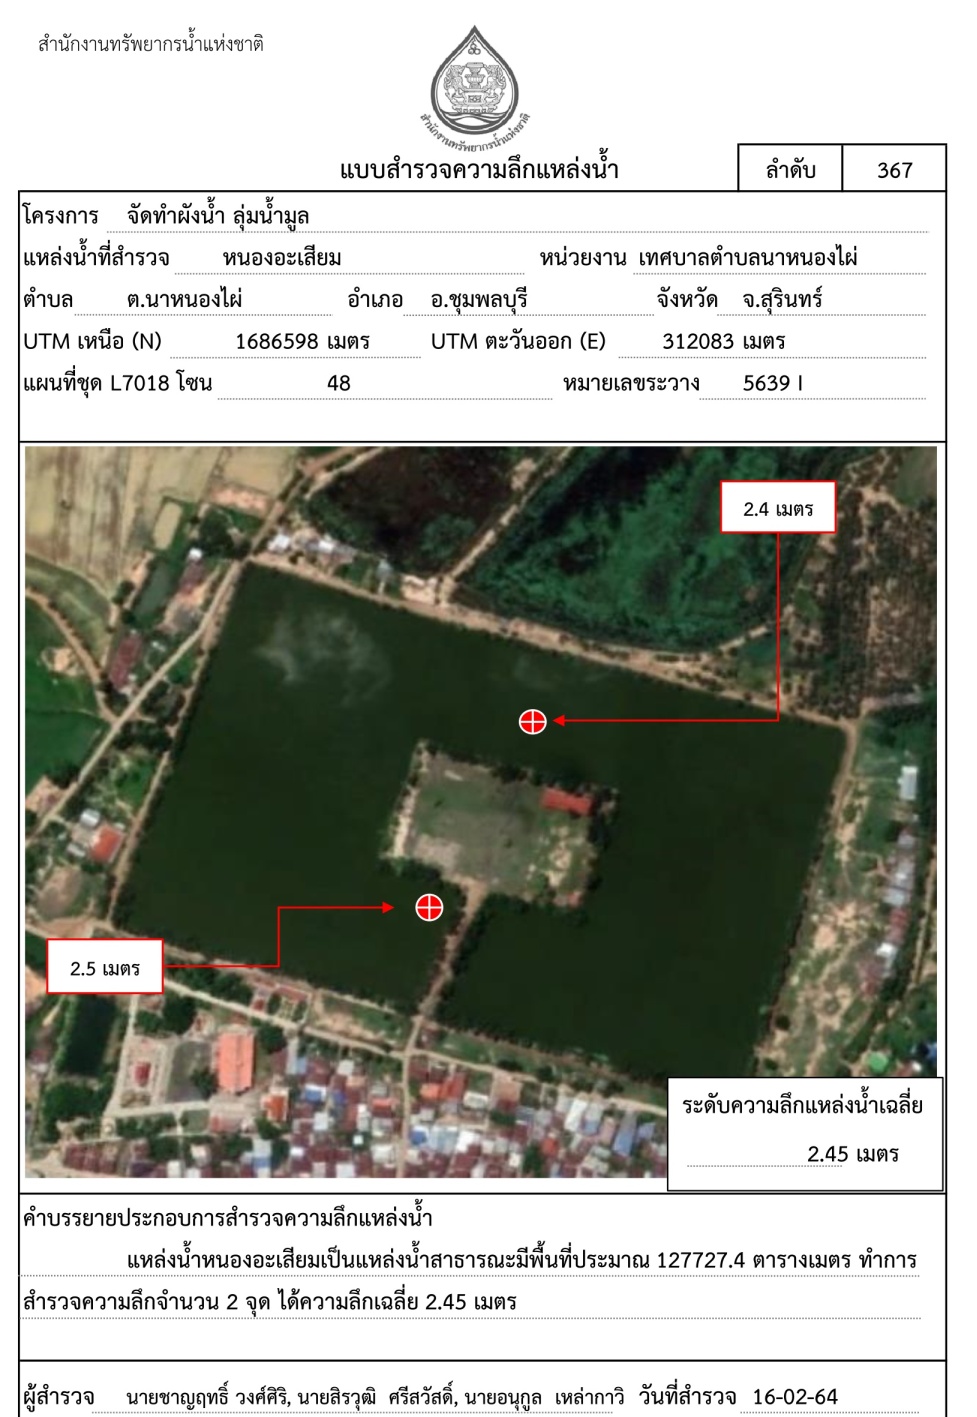 สำนักงานทรัพยากรน้ำแห่งชาติ
สำนักงานทรัพยากรน้ำแห่งชาติ
แบบสำรวจความลึกแหล่งน้ำ
ลำดับ 367
โครงการ จัดทำผังน้ำ ลุ่มน้ำมูล
แหล่งน้ำที่สำรวจ หนองอะเสียม หน่วยงาน เทศบาลตำบลนาหนองไผ่
ตำบล ต.นาหนองไผ่ อำเภอ อ.ชุมพลบุรี จังหวัด จ.สุรินทร์
UTM เหนือ (N) 1686598 เมตร UTM ตะวันออก (E) 312083 เมตร
แผนที่ชุด L7018 โซน 48 หมายเลขระวาง 5639 I
2.4 เมตร
2.5 เมตร
ระดับความลึกแหล่งน้ำเฉลี่ย
2.45 เมตร
คำบรรยายประกอบการสำรวจความลึกแหล่งน้ำ
แหล่งน้ำหนองอะเสียมเป็นแหล่งน้ำสาธารณะมีพื้นที่ประมาณ 127727.4 ตารางเมตร ทำการ
สำรวจความลึกจำนวน 2 จุด ได้ความลึกเฉลี่ย 2.45 เมตร
ผู้สำรวจ นายชาญฤทธิ์ วงศ์ศิริ, นายสิรวุฒิ ศรีสวัสดิ์, นายอนุกูล เหล่ากาวิ วันที่สำรวจ 16-02-64